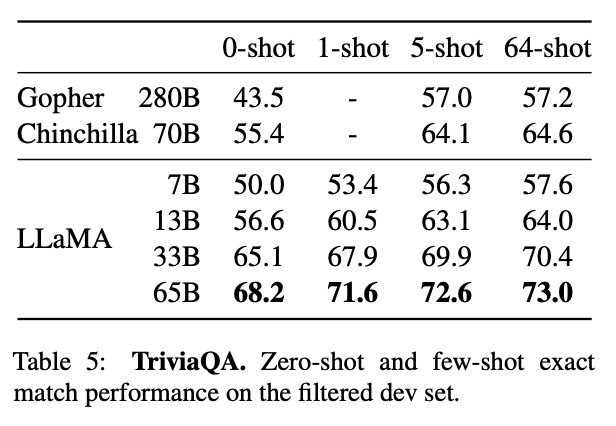 0-shot 1-shot 5-shot 64-shot
Gopher 280B 43.5 - 57.0 57.2
Chinchilla 70B 55.4 - 64.1 64.6
7B 50.0 53.4 56.3 57.6
13B 56.6 60.5 63.1 64.0
LLaMA
33B 65.1 67.9 69.9 70.4
65B 68.2 71.6 72.6 73.0
Table 5: TriviaQA. Zero-shot and few-shot exact
match performance on the filtered dev set.